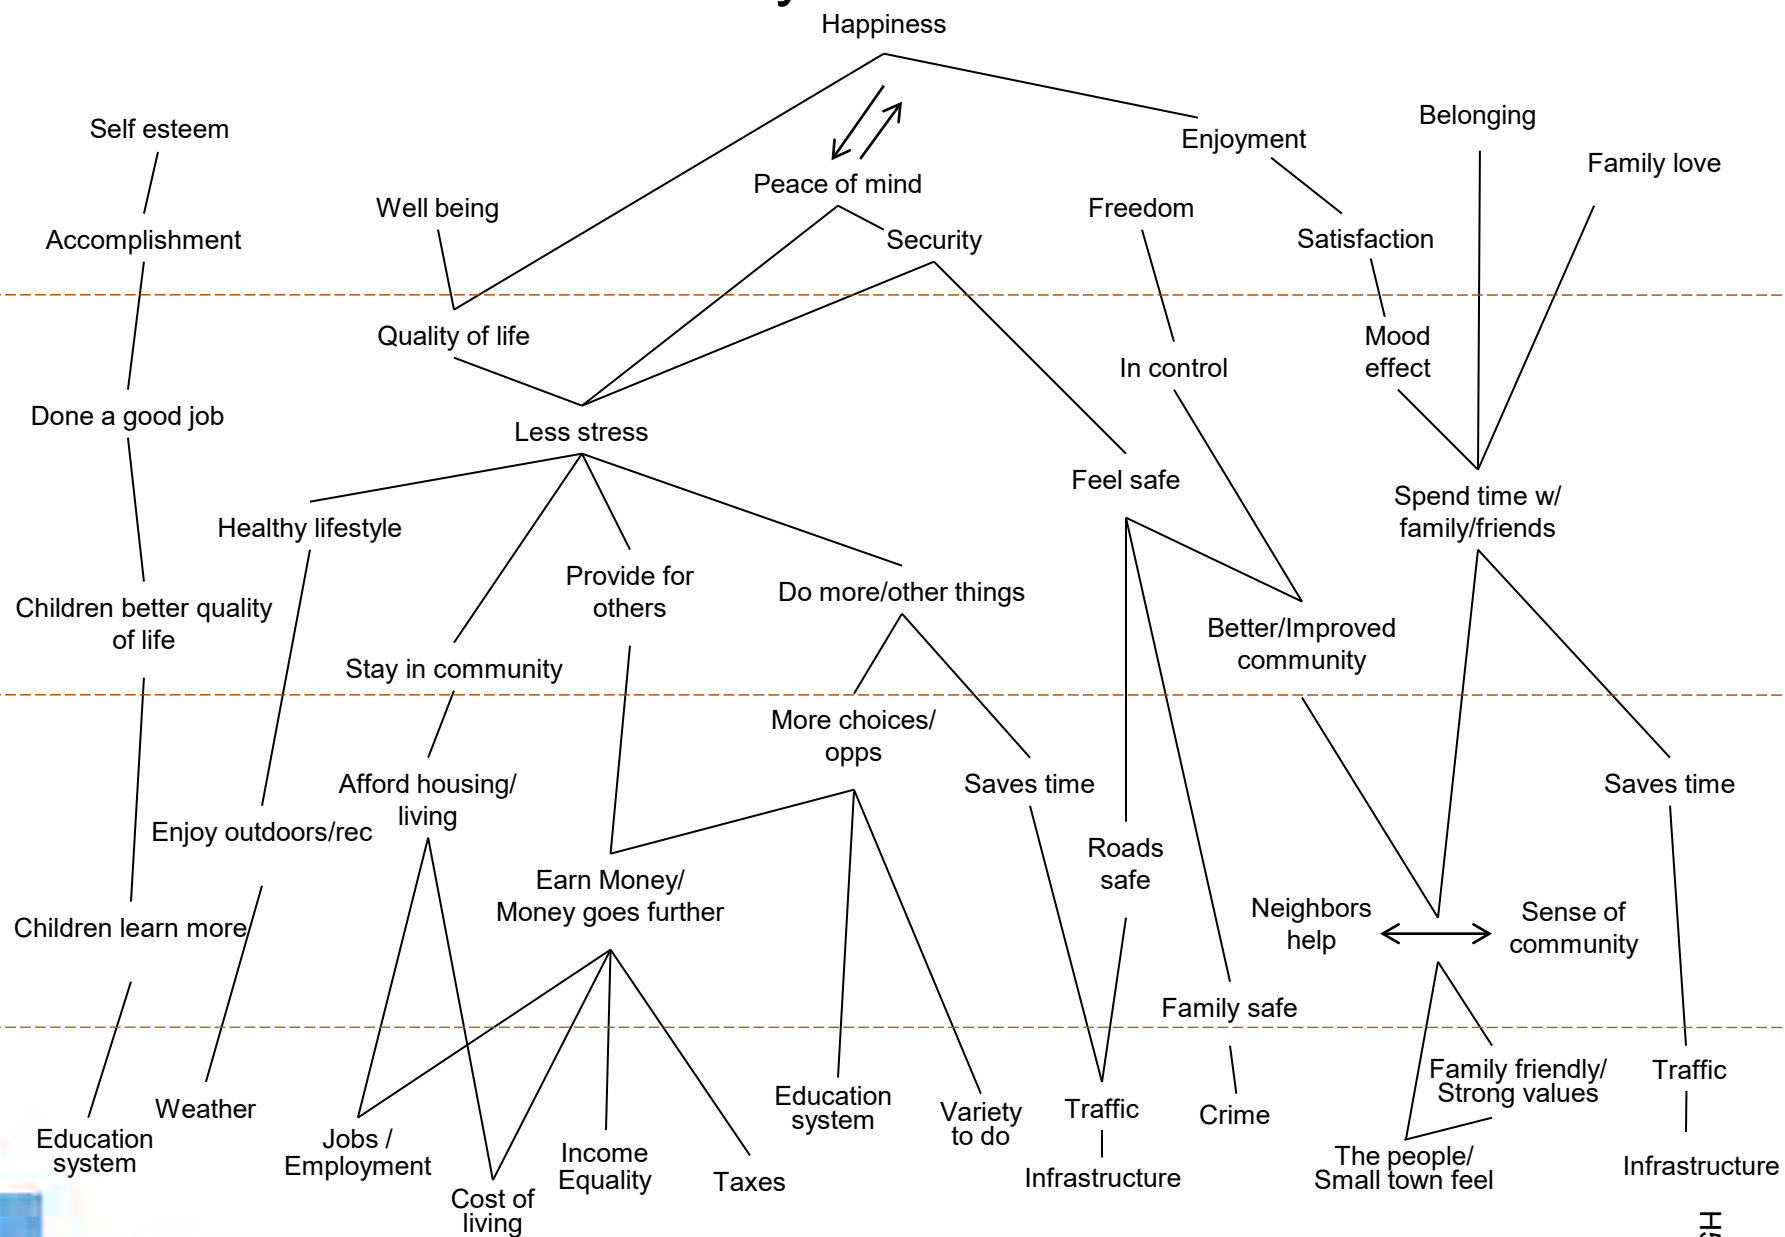 Happiness
Self esteem
Belonging
Enjoyment
Family love
Peace of mind
Well being
Freedom
Accomplishment
Security
Satisfaction
Quality of life
Mood
effect
In control
Done a good job
Less stress
Feel safe
Spend time w/
family/friends
Healthy lifestyle
Provide for
others
Do more/other things
Children better quality
of life
Better/Improved
community
Stay in community
More choices/
opps
Afford housing/
living
Saves time
Saves time
Enjoy outdoors/rec
Roads
safe
Earn Money/
Money goes further
Children learn more
Neighbors
help
Sense of
community
Family safe
Family friendly/
Strong values
Traffic
Education
system
Weather
Variety
to do
Traffic
Crime
Education
system
Jobs /
Employment
Income
Equality
Taxes
Infrastructure
The people/
Small town feel
Infrastructure
Cost of
living